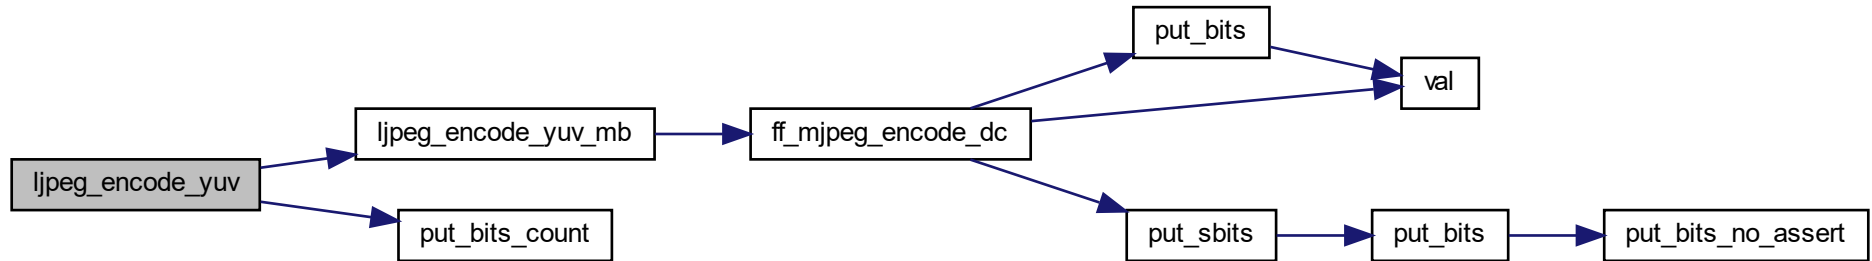 put_bits
val
ljpeg_encode_yuv_mb
ff_mjpeg_encode_dc
ljpeg_encode_yuv
put_bits_count
put_sbits
put_bits
put_bits_no_assert